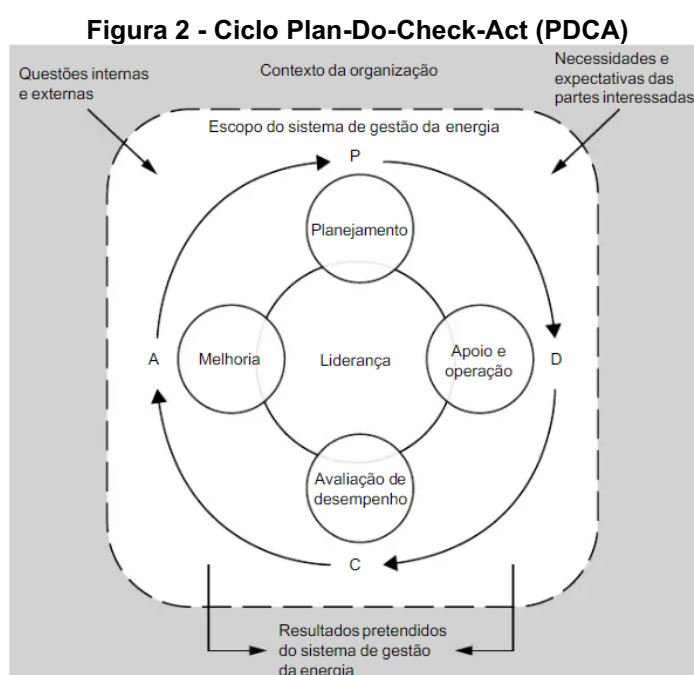 Figura 2 - Ciclo Plan-Do-Check-Act (PDCA)
Questões internas
e externas
Contexto da organização
Necessidades e
expectativas das
partes interessadas
Escopo do sistema de gestão da energia
P
Planejamento
A
Melhoria
Liderança
Apoio e
operação
D
Avaliação de
desempenho
C
Resultados pretendidos
do sistema de gestão
da energia